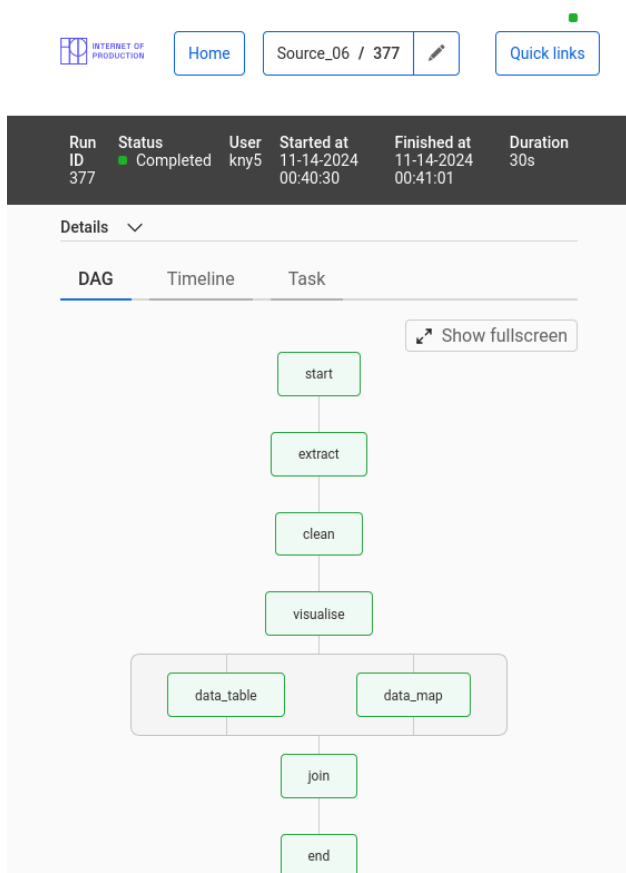 INTERNET OF
PRODUCTION
Home
Source_06 / 377
Quick links
Run ID 377
Status Completed
User kny5
Started at 11-14-2024 00:40:30
Finished at 11-14-2024 00:41:01
Duration 30s
Details
DAG Timeline Task
Show fullscreen
start
extract
clean
visualise
data_table data_map
join
end